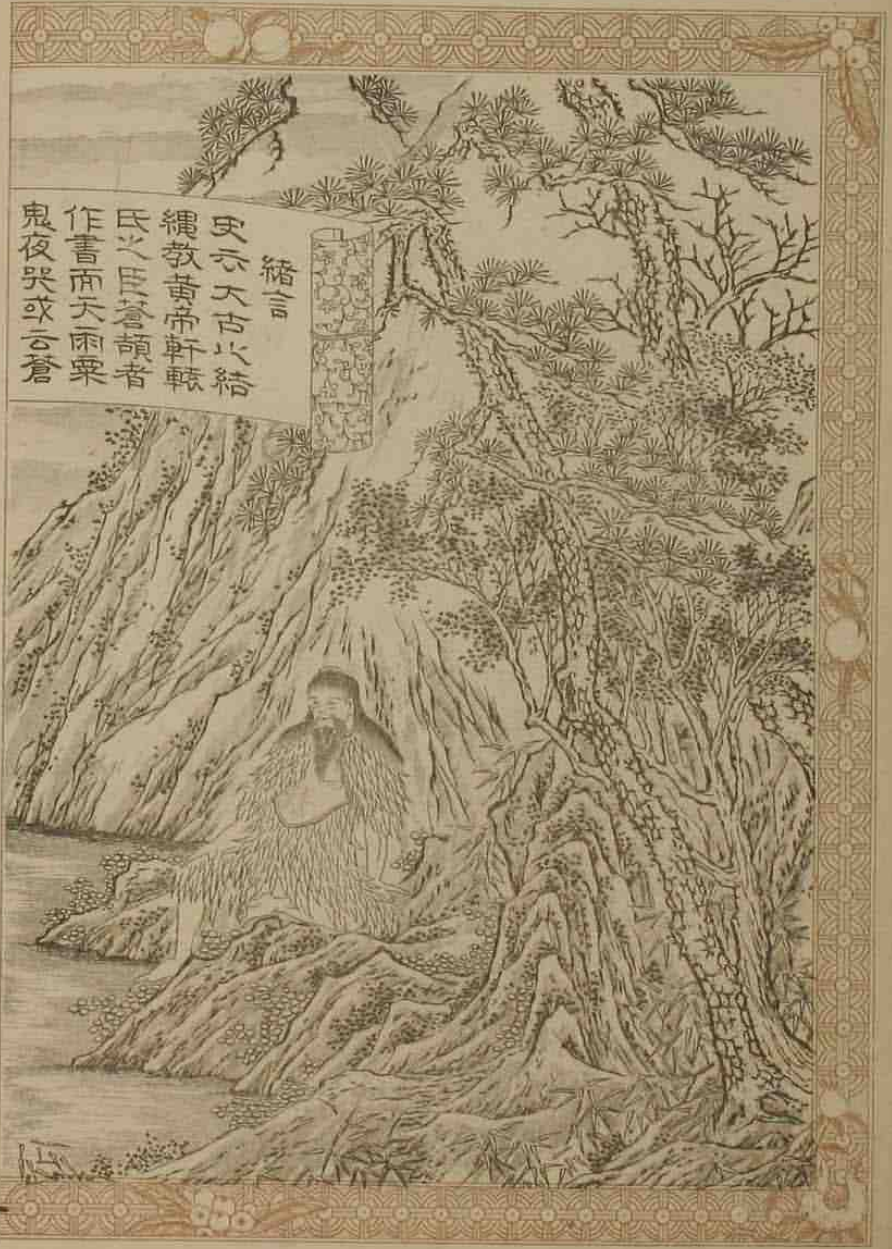 緒言
史云大古以結
繩教黃帝軒轅
氏之臣蒼頡者
作書而天雨粟
鬼夜哭或云蒼